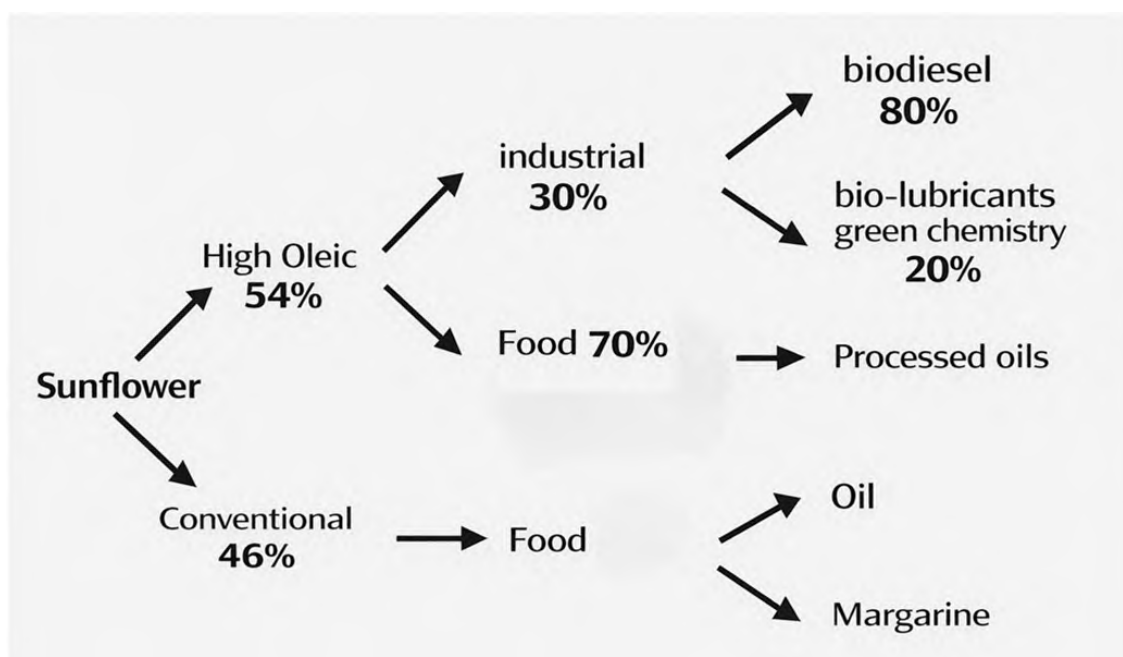 biodiesel
80%
industrial
30%
bio-lubricants
green chemistry
20%
High Oleic
54%
Food 70%
Processed oils
Sunflower
Conventional
46%
Food
Oil
Margarine